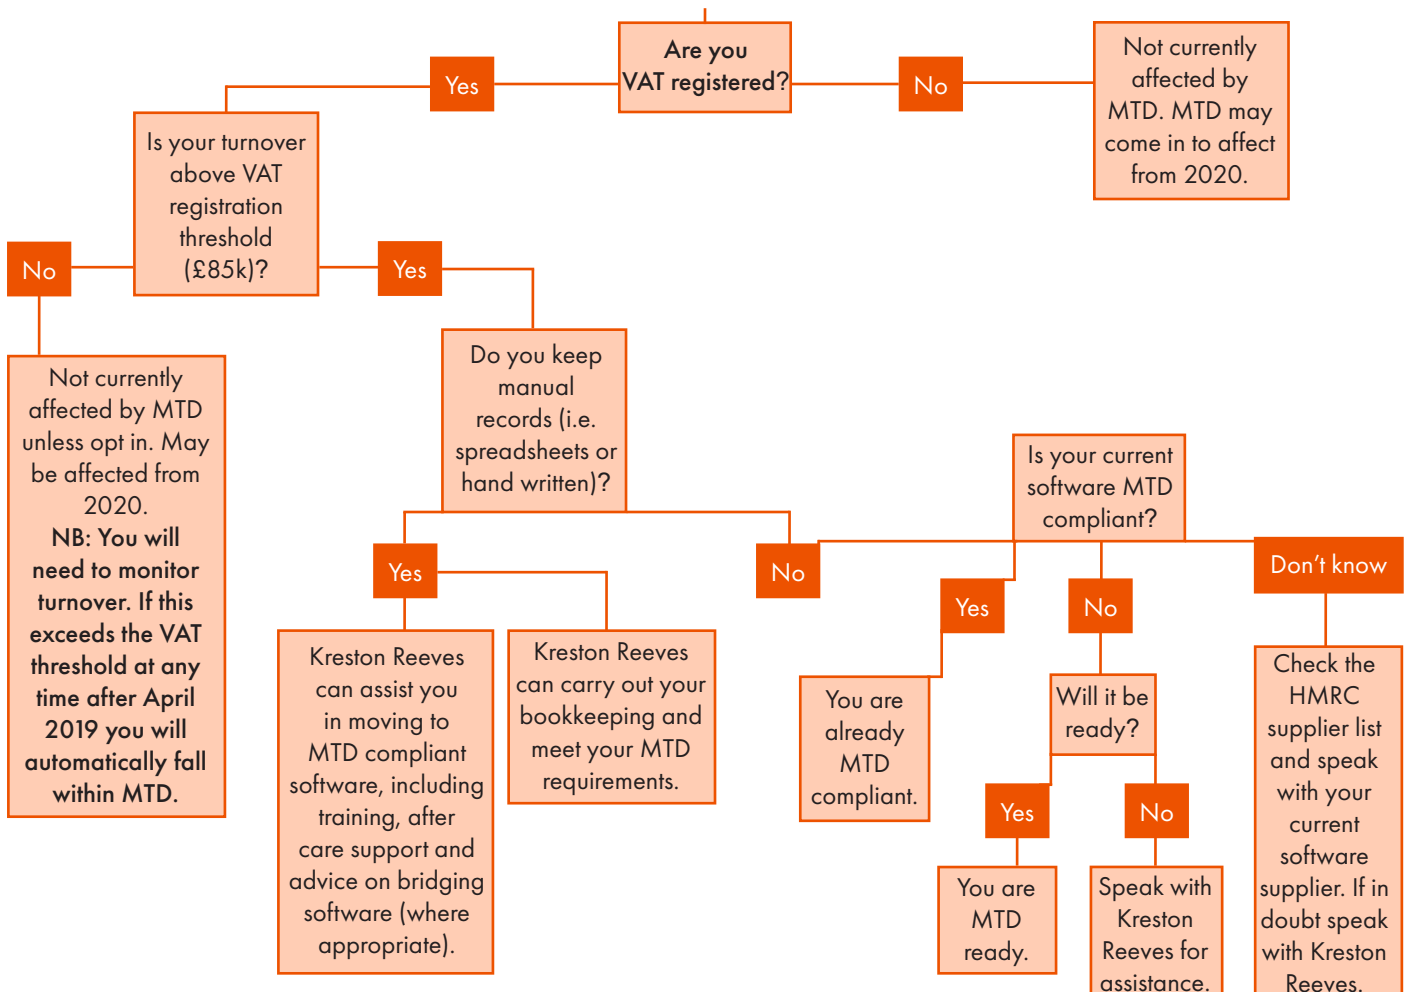 Are you
VAT registered?
Yes
No
Not currently
affected by
MTD. MTD may
come in to affect
from 2020.
Is your turnover
above VAT
registration
threshold
(£85k)?
No
Yes
Not currently
affected by MTD
unless opt in. May
be affected from
2020.
NB: You will
need to monitor
turnover. If this
exceeds the VAT
threshold at any
time after April
2019 you will
automatically fall
within MTD.
Do you keep
manual
records (i.e.
spreadsheets or
hand written)?
Yes
No
Kreston Reeves
can assist you
in moving to
MTD compliant
software, including
training, after
care support and
advice on bridging
software (where
appropriate).
Kreston Reeves
can carry out your
bookkeeping and
meet your MTD
requirements.
Is your current
software MTD
compliant?
Yes
No
Don't know
You are
already
MTD
compliant.
Will it be
ready?
Yes
No
You are
MTD
ready.
Speak with
Kreston
Reeves for
assistance.
Check the
HMRC
supplier list
and speak
with your
current
software
supplier. If in
doubt speak
with Kreston
Reeves.